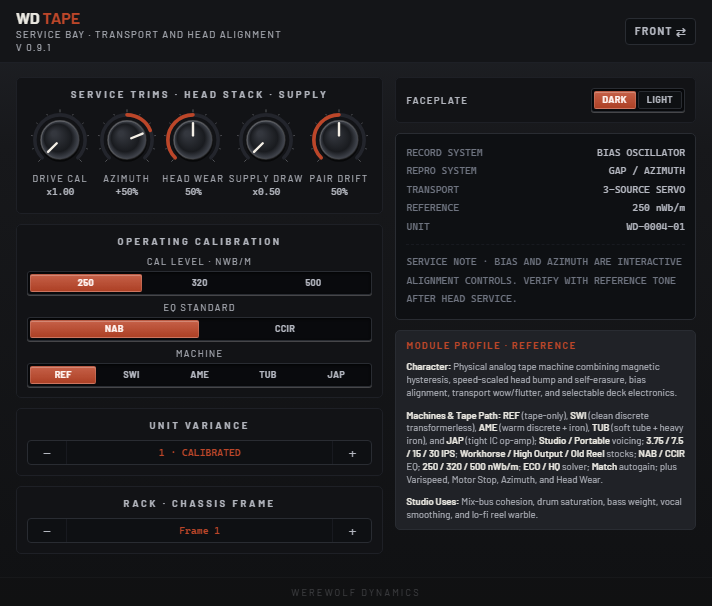 WD TAPE
SERVICE BAY · TRANSPORT AND HEAD ALIGNMENT
V 0.9.1
FRONT ⇄
SERVICE TRIMS · HEAD STACK · SUPPLY
DRIVE CAL AZIMUTH HEAD WEAR SUPPLY DRAW PAIR DRIFT
x1.00 +50% 50% x0.50 50%
OPERATING CALIBRATION
CAL LEVEL · NWB/M
250 320 500
EQ STANDARD
NAB CCIR
MACHINE
REF SWI AME TUB JAP
UNIT VARIANCE
− 1 · CALIBRATED +
RACK · CHASSIS FRAME
− Frame 1 +
FACEPLATE DARK LIGHT
RECORD SYSTEM BIAS OSCILLATOR
REPRO SYSTEM GAP / AZIMUTH
TRANSPORT 3-SOURCE SERVO
REFERENCE 250 nWb/m
UNIT WD-0004-01
SERVICE NOTE · BIAS AND AZIMUTH ARE INTERACTIVE
ALIGNMENT CONTROLS. VERIFY WITH REFERENCE TONE
AFTER HEAD SERVICE.
MODULE PROFILE · REFERENCE
Character: Physical analog tape machine combining magnetic
hysteresis, speed-scaled head bump and self-erasure, bias
alignment, transport wow/flutter, and selectable deck electronics.
Machines & Tape Path: REF (tape-only), SWI (clean discrete
transformerless), AME (warm discrete + iron), TUB (soft tube + heavy
iron), and JAP (tight IC op-amp); Studio / Portable voicing; 3.75 / 7.5
/ 15 / 30 IPS; Workhorse / High Output / Old Reel stocks; NAB / CCIR
EQ; 250 / 320 / 500 nWb/m; ECO / HQ solver; Match autogain; plus
Varispeed, Motor Stop, Azimuth, and Head Wear.
Studio Uses: Mix-bus cohesion, drum saturation, bass weight, vocal
smoothing, and lo-fi reel warble.
WEREWOLF DYNAMICS